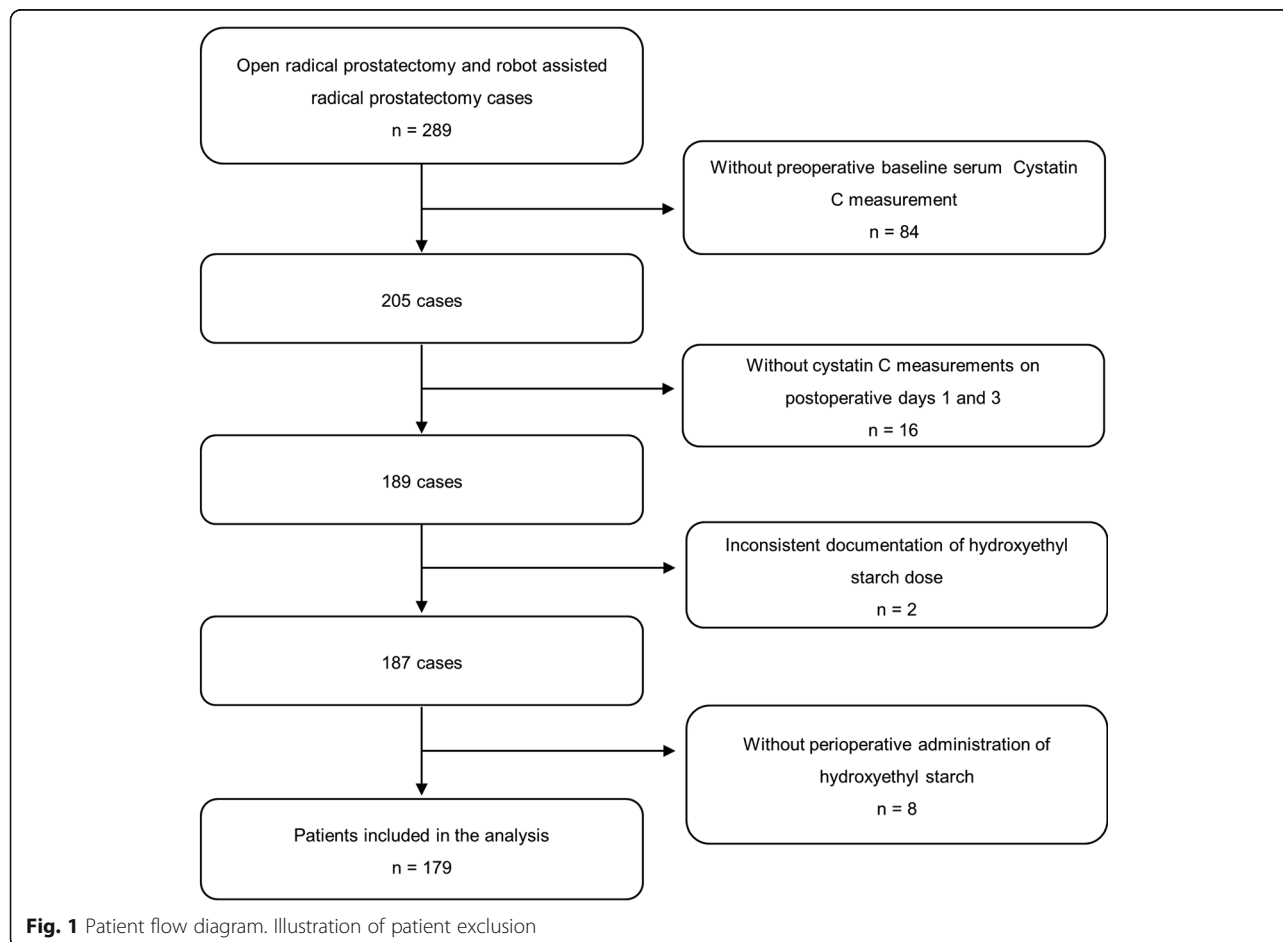 Open radical prostatectomy and robot assisted
radical prostatectomy cases
n = 289
Without preoperative baseline serum Cystatin
C measurement
n = 84
205 cases
Without cystatin C measurements on
postoperative days 1 and 3
n = 16
189 cases
Inconsistent documentation of hydroxyethyl
starch dose
n = 2
187 cases
Without perioperative administration of
hydroxyethyl starch
n = 8
Patients included in the analysis
n = 179
Fig. 1 Patient flow diagram. Illustration of patient exclusion